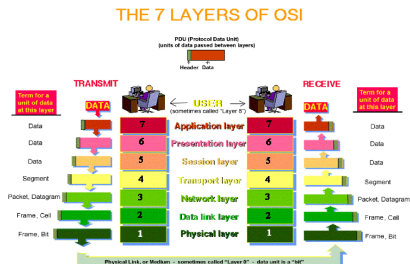 THE 7 LAYERS OF OSI
PDU (Protocol Data Unit)
(units of data passed between layers)
Header Data
TRANSMIT
RECEIVE
Term for a
unit of data
at this layer
DATA
USER
(sometimes called "Layer 8")
DATA
Term for a
unit of data
at this layer
Data 7 Application layer 7 Data
Data 6 Presentation layer 6 Data
Data 5 Session layer 5 Data
Segment 4 Transport layer 4 Segment
Packet, Datagram 3 Network layer 3 Packet, Datagram
Frame, Cell 2 Data link layer 2 Frame, Cell
Frame, Bit 1 Physical layer 1 Frame, Bit
Physical Link, or Medium - sometimes called "Layer 0" - data unit is a "bit"